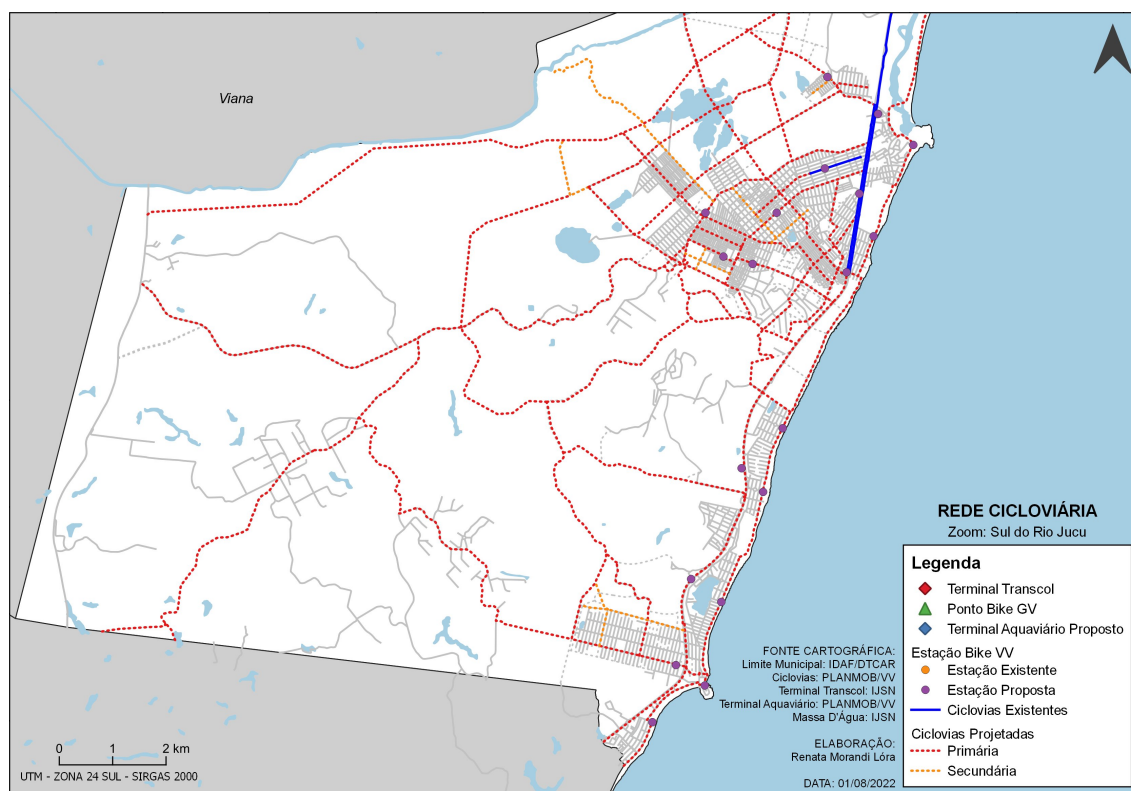 Viana
REDE CICLOVIÁRIA
Zoom: Sul do Rio Jucu
Legenda
Terminal Transcol
Ponto Bike GV
Terminal Aquaviário Proposto
Estação Bike VV
Estação Existente
Estação Proposta
Ciclovias Existentes
Ciclovias Projetadas
Primária
Secundária
FONTE CARTOGRÁFICA:
Limite Municipal: IDAF/DTCAR
Ciclovias: PLANMOB/VV
Terminal Transcol: IJSN
Terminal Aquaviário: PLANMOB/VV
Massa D'Água: IJSN
ELABORAÇÃO:
Renata Morandi Lóra
DATA: 01/08/2022
0 1 2 km
UTM - ZONA 24 SUL - SIRGAS 2000